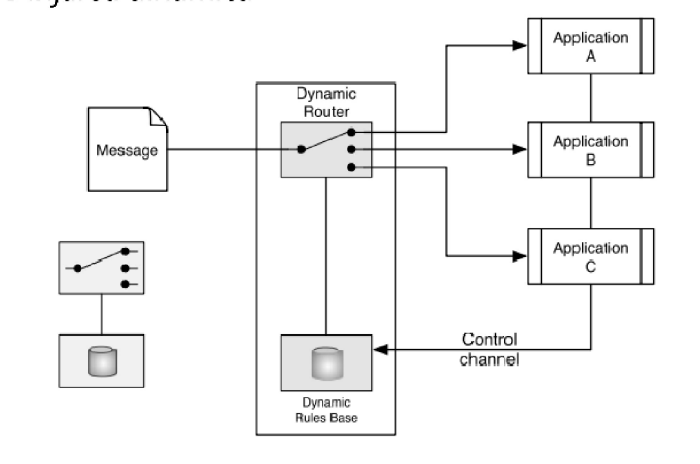 Dynamic
Router
Message
Application
A
Application
B
Application
C
Control
channel
Dynamic
Rules Base